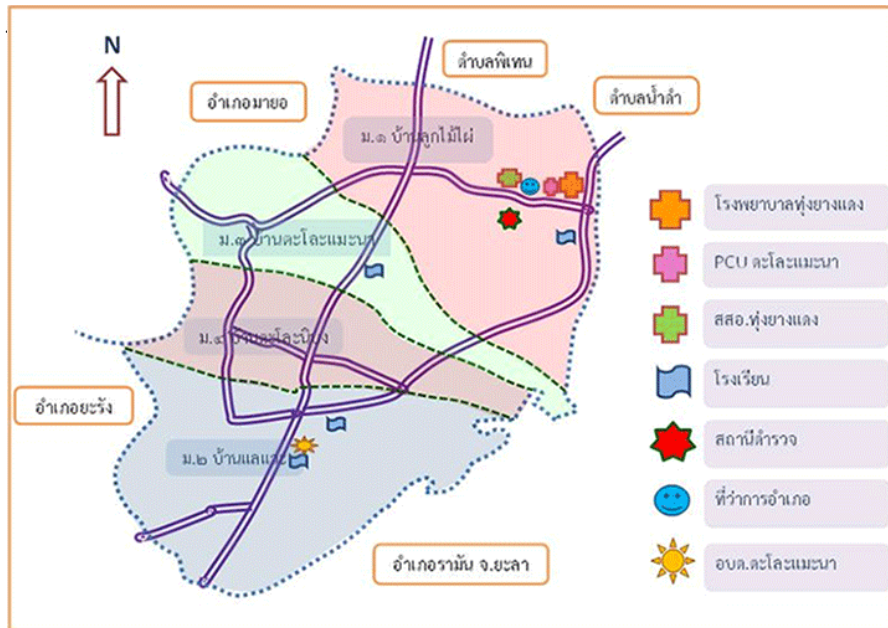 N
ตำบลพิเทน
อำเภอมายอ
ตำบลน้ำดำ
ม.๑ บ้านลูกไม้ไผ่
ม.๓ บ้านตะโละแมะนา
ม.๔ บ้านตะโละนิบง
อำเภอยะรัง
ม.๒ บ้านแลแวะ
อำเภอรามัน จ.ยะลา
โรงพยาบาลทุ่งยางแดง
PCU ตะโละแมะนา
สสอ.ทุ่งยางแดง
โรงเรียน
สถานีตำรวจ
ที่ว่าการอำเภอ
อบต.ตะโละแมะนา